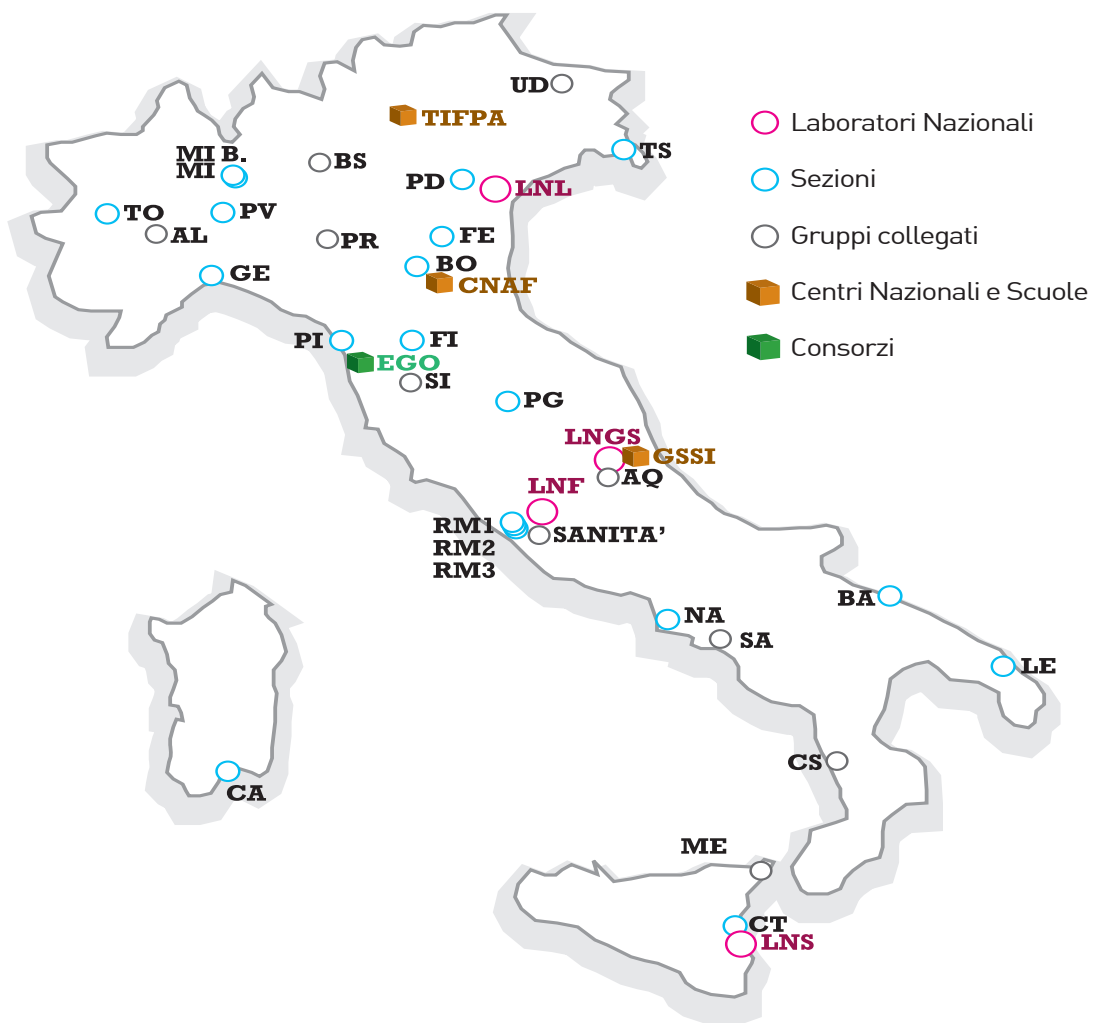 UD
TIFPA
TS
MI B.
MI
BS
PD
LNL
TO
PV
AL
PR
FE
BO
CNAF
GE
PI
FI
EGO
SI
PG
LNGS
GSSI
AQ
LNF
RM1
RM2
RM3
SANITA’
BA
NA
SA
LE
CS
CA
ME
CT
LNS
Laboratori Nazionali
Sezioni
Gruppi collegati
Centri Nazionali e Scuole
Consorzi